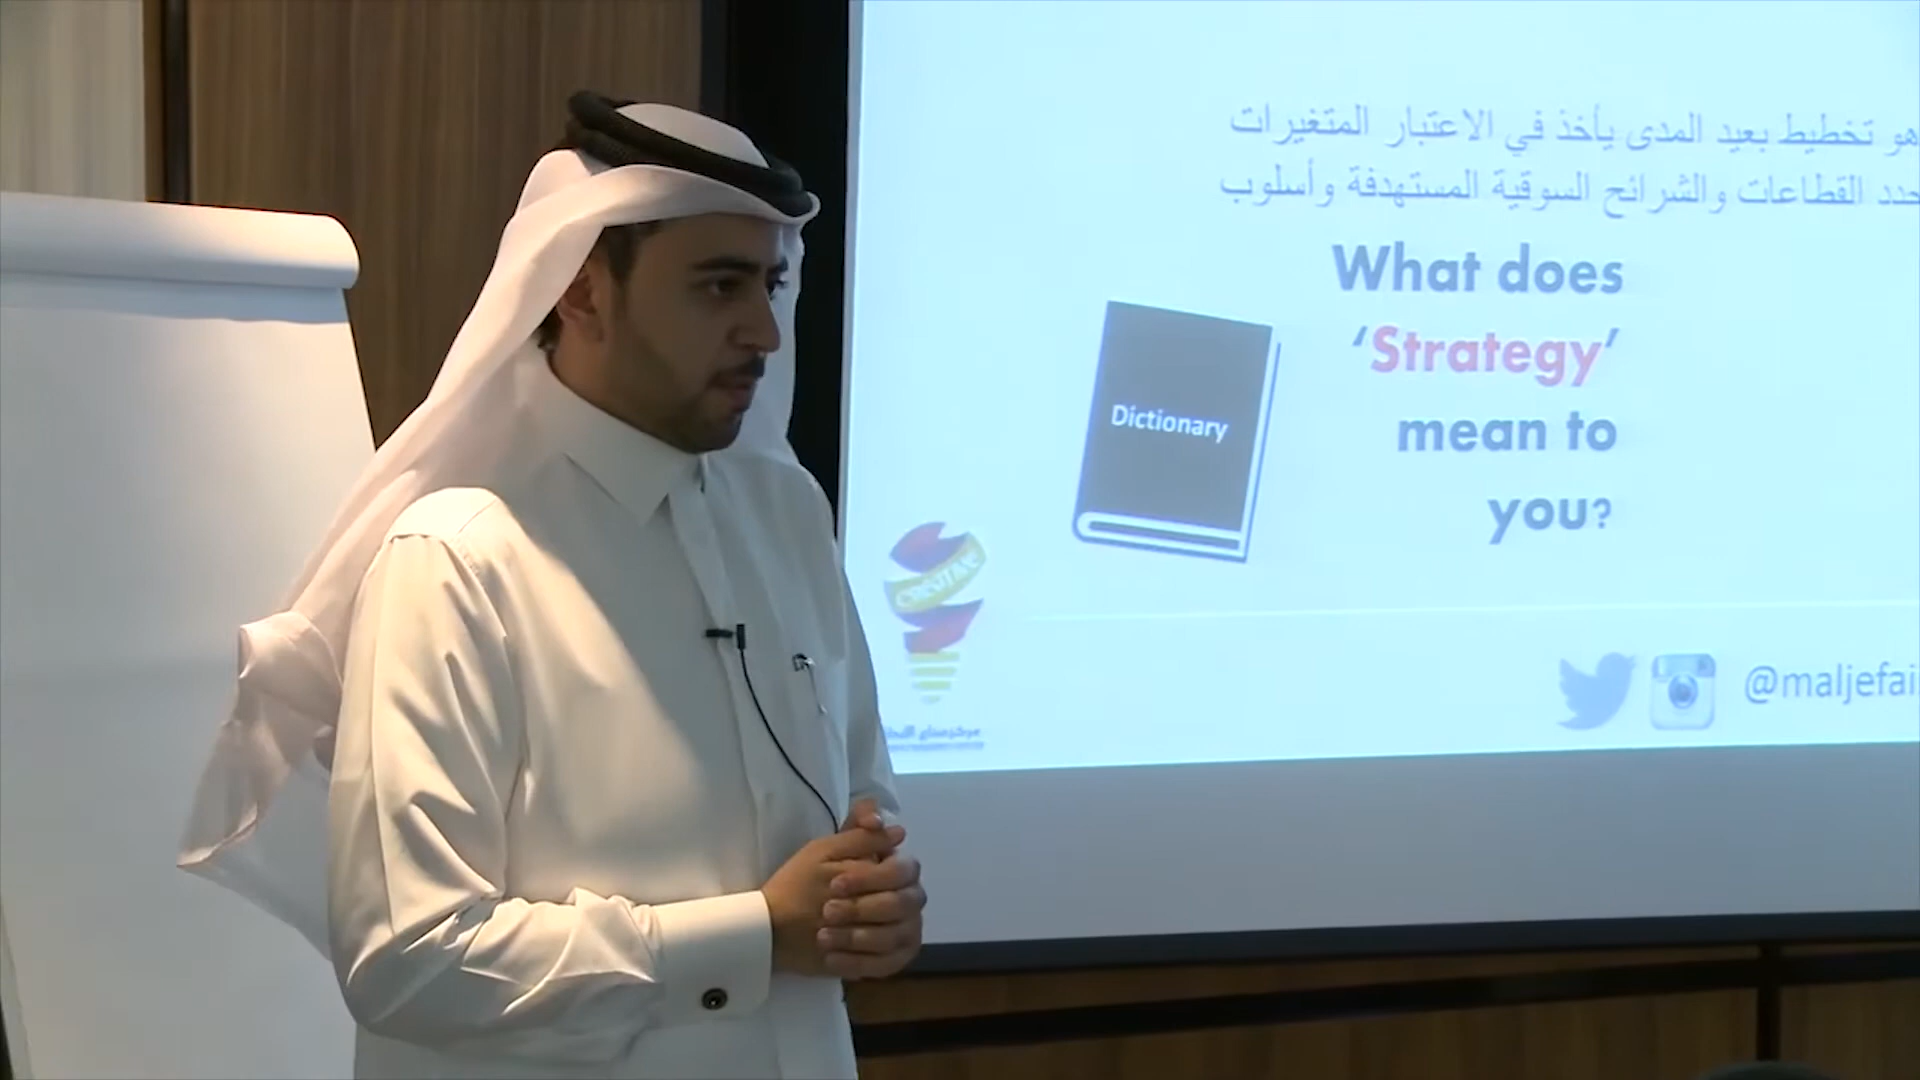 هو تخطيط بعيد المدى يأخذ في الاعتبار المتغيرات
القطاعات والشرائح السوقية المستهدفة وأسلوب
What does
‘Strategy’
mean to
you?
Dictionary
@maljefai